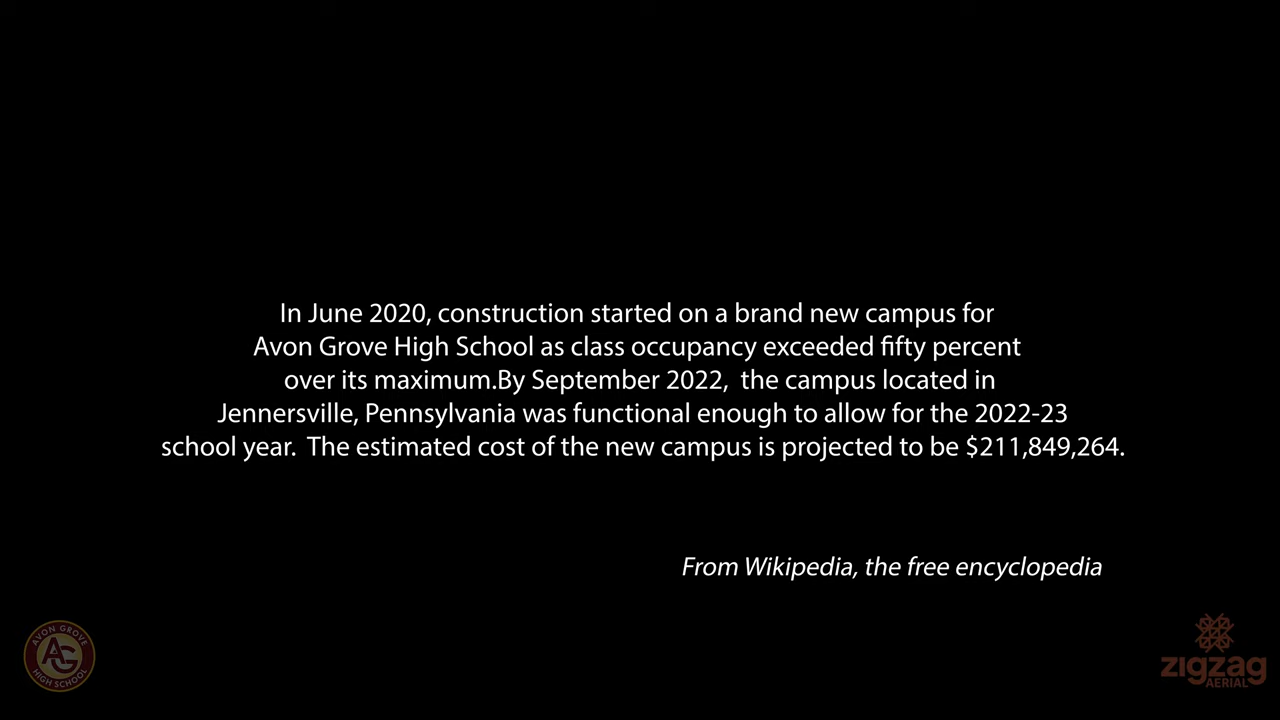 In June 2020, construction started on a brand new campus for
Avon Grove High School as class occupancy exceeded fifty percent
over its maximum.By September 2022,  the campus located in
Jennersville, Pennsylvania was functional enough to allow for the 2022-23
school year.  The estimated cost of the new campus is projected to be $211,849,264.
From Wikipedia, the free encyclopedia
AVON GROVE
AG
HIGH SCHOOL
zigzag
AERIAL